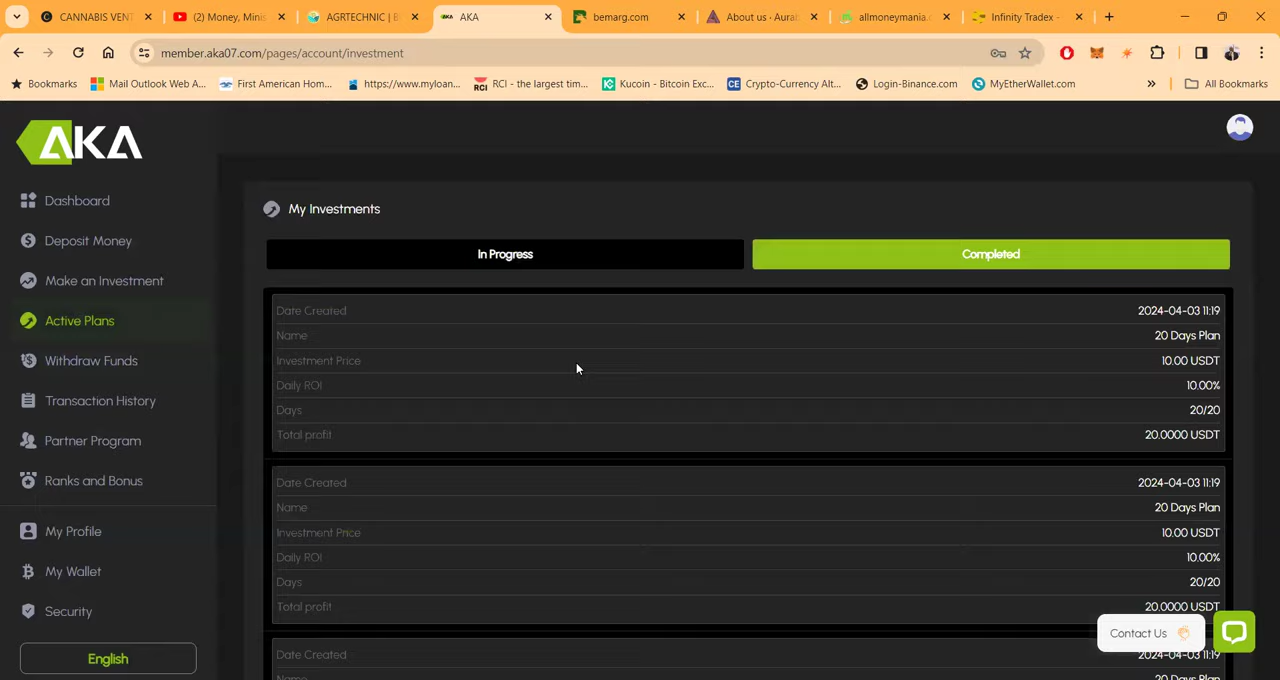 CANNABIS VENT
(2) Money, Minis
AGRTECHNIC | B
AKA
bemarg.com
About us · Aurab
allmoneymania.c
Infinity Tradex -
member.aka07.com/pages/account/investment
Bookmarks
Mail Outlook Web A...
First American Hom...
https://www.myloan...
RCI - the largest tim...
Kucoin - Bitcoin Exc...
Crypto-Currency Alt...
Login-Binance.com
MyEtherWallet.com
All Bookmarks
AKA
Dashboard
Deposit Money
Make an Investment
Active Plans
Withdraw Funds
Transaction History
Partner Program
Ranks and Bonus
My Profile
My Wallet
Security
English
My Investments
In Progress
Completed
Date Created 2024-04-03 11:19
Name 20 Days Plan
Investment Price 10.00 USDT
Daily ROI 10.00%
Days 20/20
Total profit 20.0000 USDT
Date Created 2024-04-03 11:19
Name 20 Days Plan
Investment Price 10.00 USDT
Daily ROI 10.00%
Days 20/20
Total profit 20.0000 USDT
Contact Us
Date Created 2024-04-03 11:19
Name 20 Days Plan